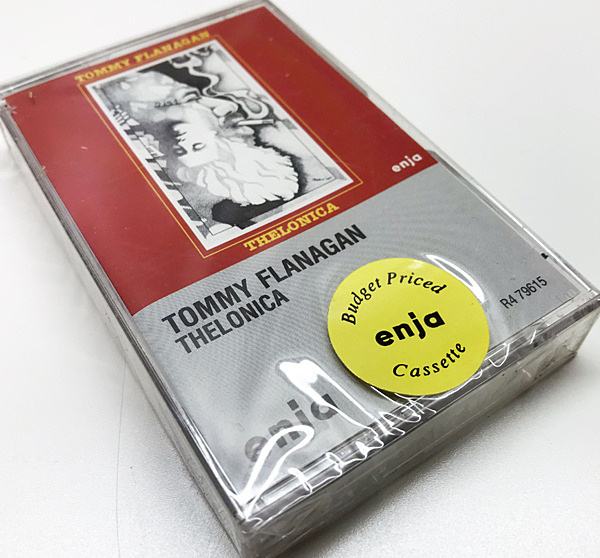 TOMMY FLANAGAN
THELONICA
enja
TOMMY FLANAGAN
THELONICA
Budget Priced
enja
Cassette
R4 79615
enja